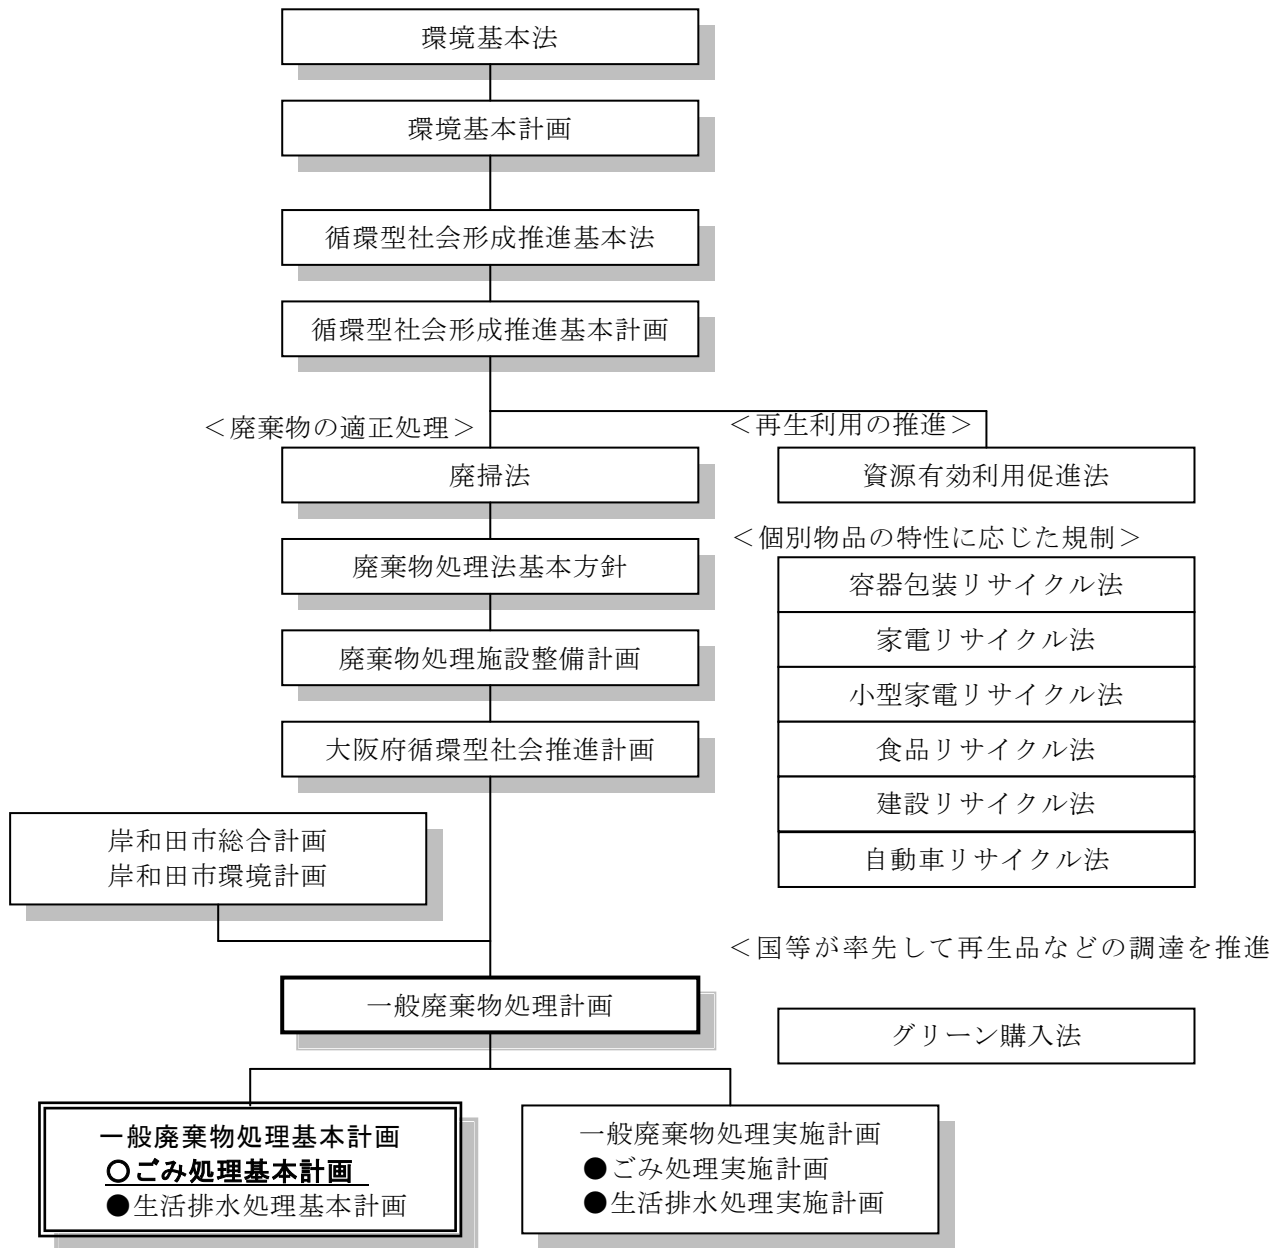 環境基本法
環境基本計画
循環型社会形成推進基本法
循環型社会形成推進基本計画
＜廃棄物の適正処理＞
＜再生利用の推進＞
廃掃法
資源有効利用促進法
廃棄物処理法基本方針
＜個別物品の特性に応じた規制＞
容器包装リサイクル法
家電リサイクル法
小型家電リサイクル法
食品リサイクル法
建設リサイクル法
自動車リサイクル法
廃棄物処理施設整備計画
大阪府循環型社会推進計画
岸和田市総合計画
岸和田市環境計画
＜国等が率先して再生品などの調達を推進
一般廃棄物処理計画
グリーン購入法
一般廃棄物処理基本計画
○ごみ処理基本計画
●生活排水処理基本計画
一般廃棄物処理実施計画
●ごみ処理実施計画
●生活排水処理実施計画